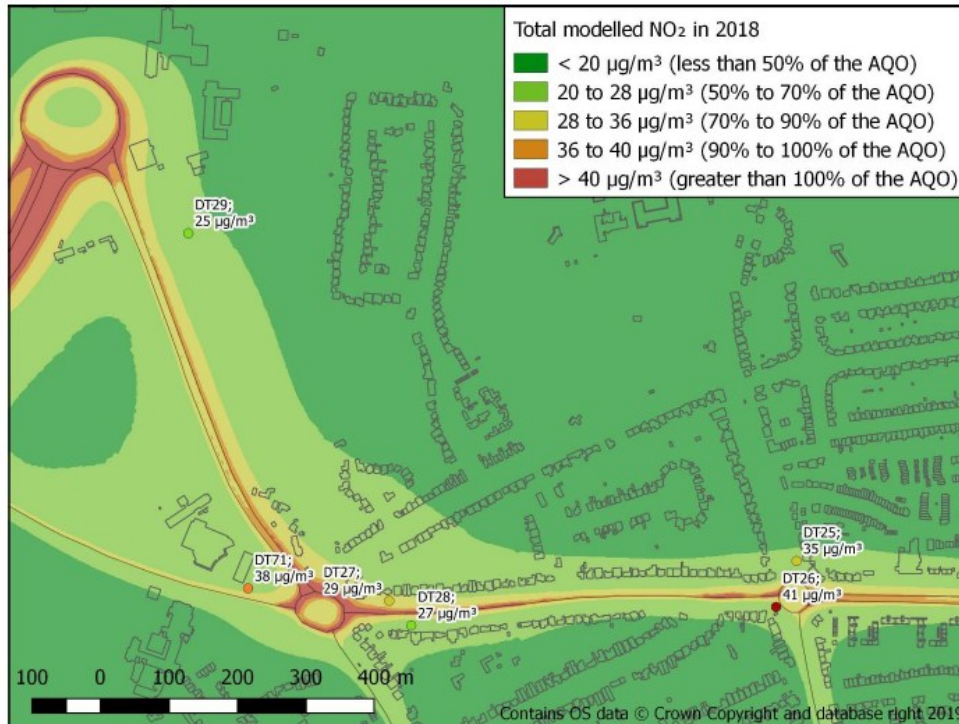 Total modelled NO₂ in 2018
< 20 µg/m³ (less than 50% of the AQO)
20 to 28 µg/m³ (50% to 70% of the AQO)
28 to 36 µg/m³ (70% to 90% of the AQO)
36 to 40 µg/m³ (90% to 100% of the AQO)
> 40 µg/m³ (greater than 100% of the AQO)
DT29;
25 µg/m³
DT25;
35 µg/m³
DT71;
38 µg/m³
DT27;
29 µg/m³
DT28;
27 µg/m³
DT26;
41 µg/m³
100 0 100 200 300 400 m
Contains OS data © Crown Copyright and database right 2019